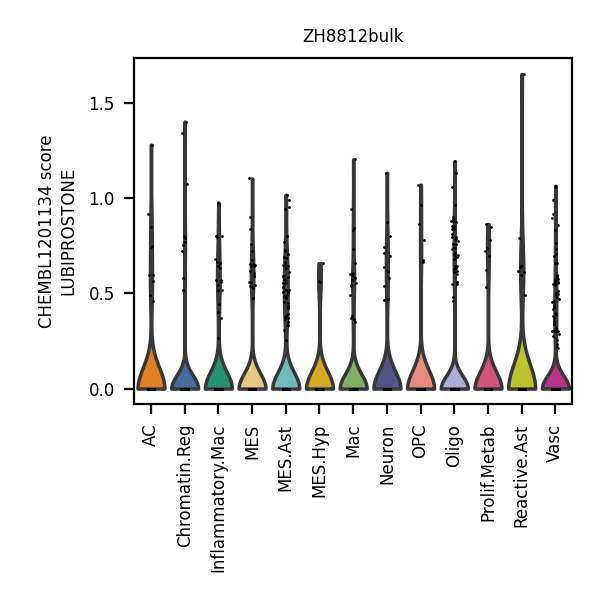 ZH8812bulk
CHEMBL1201134 score
LUBIPROSTONE
1.5
1.0
0.5
0.0
AC
Chromatin.Reg
Inflammatory.Mac
MES
MES.Ast
MES.Hyp
Mac
Neuron
OPC
Oligo
Prolif.Metab
Reactive.Ast
Vasc